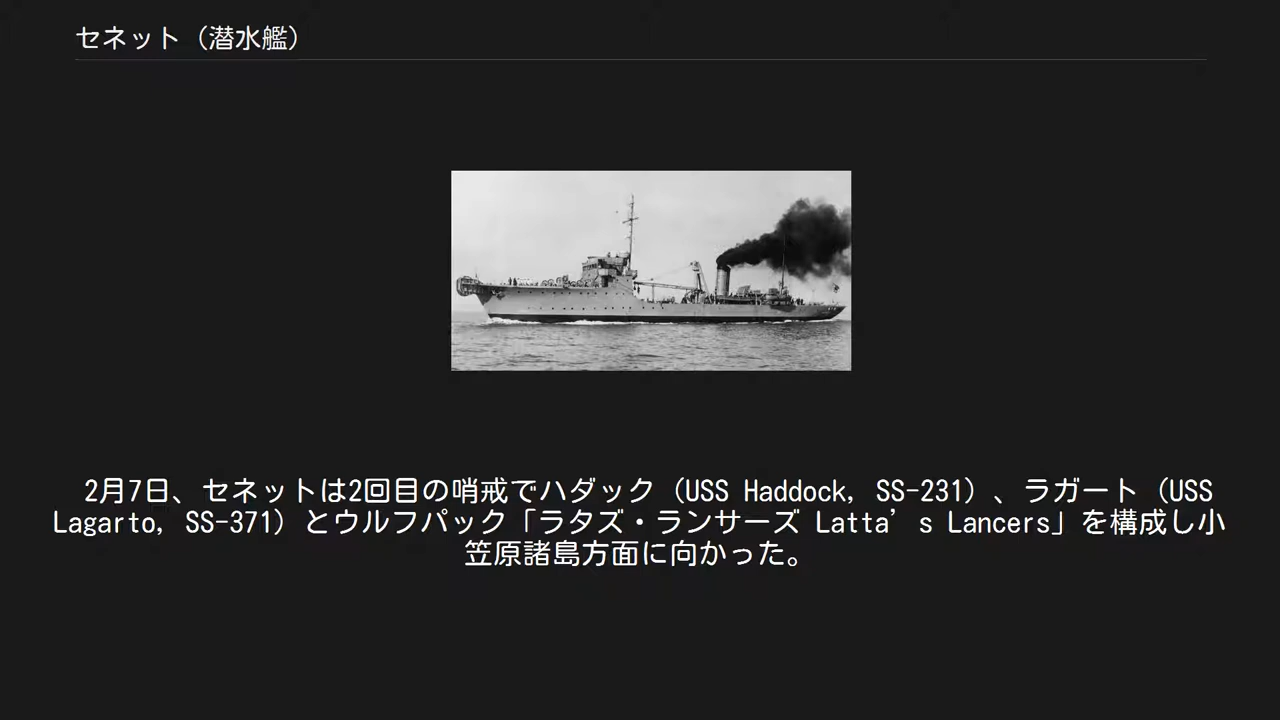 セネット（潜水艦）
2月7日、セネットは2回目の哨戒でハダック（USS Haddock, SS-231）、ラガート（USS
Lagarto, SS-371）とウルフパック「ラタズ・ランサーズ Latta’s Lancers」を構成し小
笠原諸島方面に向かった。